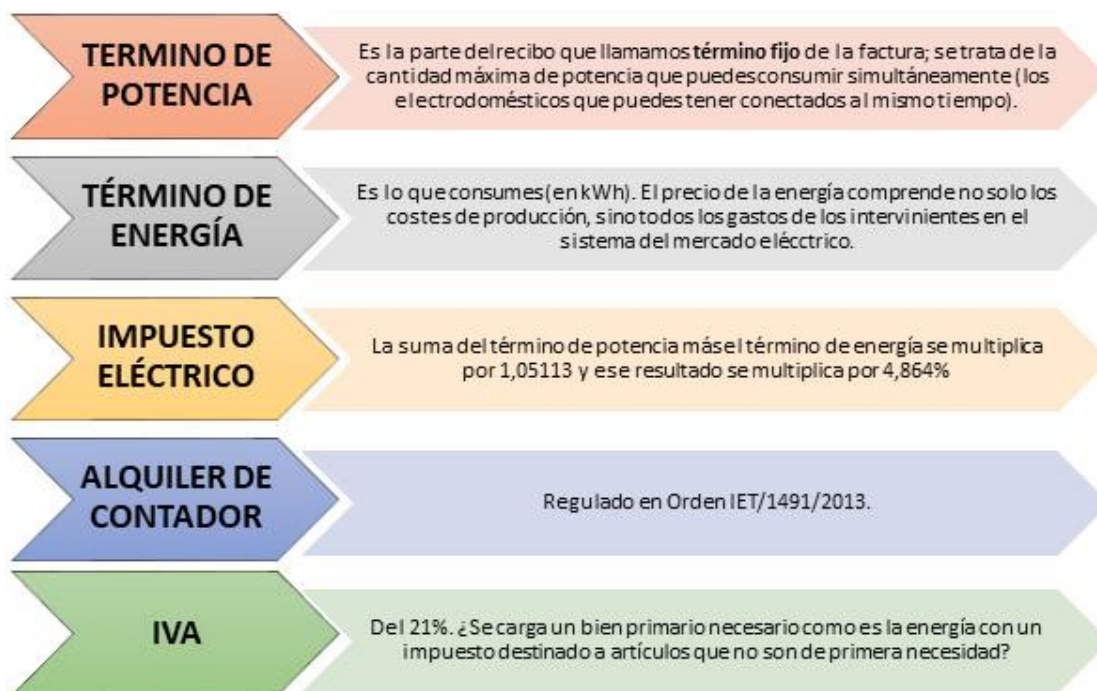 TERMINO DE
POTENCIA
Es la parte del recibo que llamamos término fijo de la factura; se trata de la
cantidad máxima de potencia que puedes consumir simultáneamente (los
electrodomésticos que puedes tener conectados al mismo tiempo).
TÉRMINO DE
ENERGÍA
Es lo que consumes (en kWh). El precio de la energía comprende no solo los
costes de producción, sino todos los gastos de los intervinientes en el
sistema del mercado elécctrico.
IMPUESTO
ELÉCTRICO
La suma del término de potencia más el término de energía se multiplica
por 1,05113 y ese resultado se multiplica por 4,864%
ALQUILER DE
CONTADOR
Regulado en Orden IET/1491/2013.
IVA
Del 21%. ¿Se carga un bien primario necesario como es la energía con un
impuesto destinado a artículos que no son de primera necesidad?